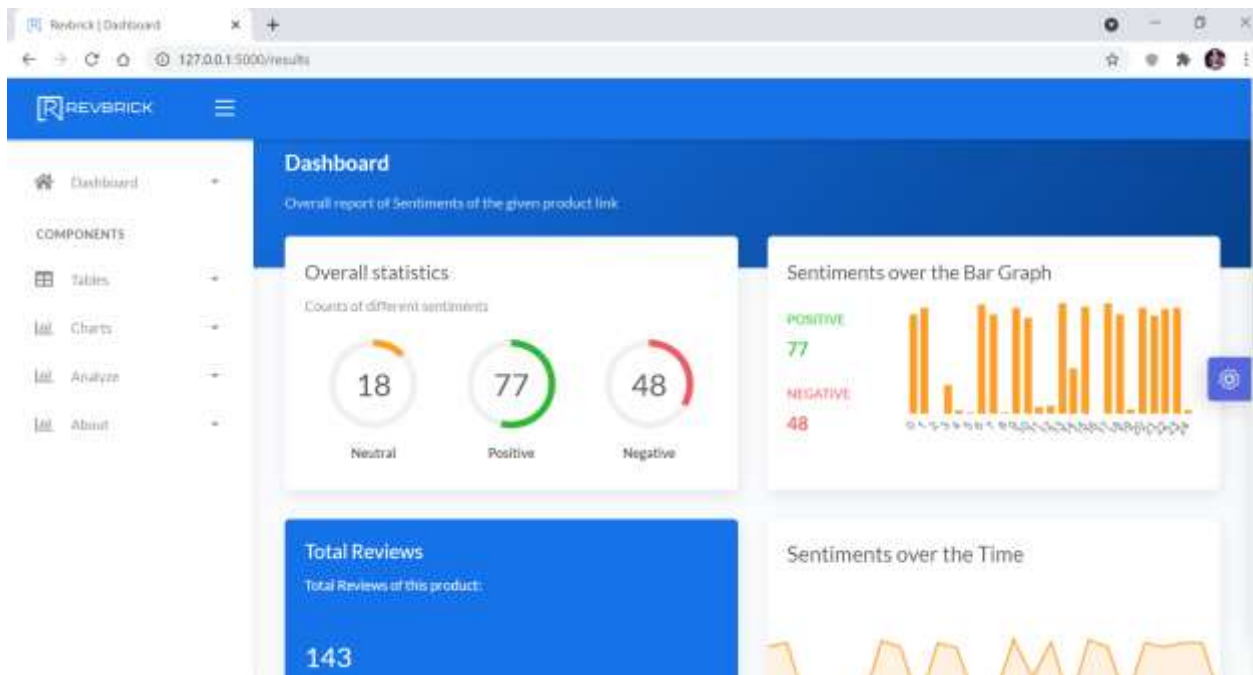 Revbrick | Dashboard
127.0.0.1:5000/results
REVBRICK
Dashboard
COMPONENTS
Tables
Charts
Analyze
About
Dashboard
Overall report of Sentiments of the given product link
Overall statistics
Counts of different sentiments
18
77
48
Neutral
Positive
Negative
Sentiments over the Bar Graph
POSITIVE
77
NEGATIVE
48
Total Reviews
Total Reviews of this product:
143
Sentiments over the Time